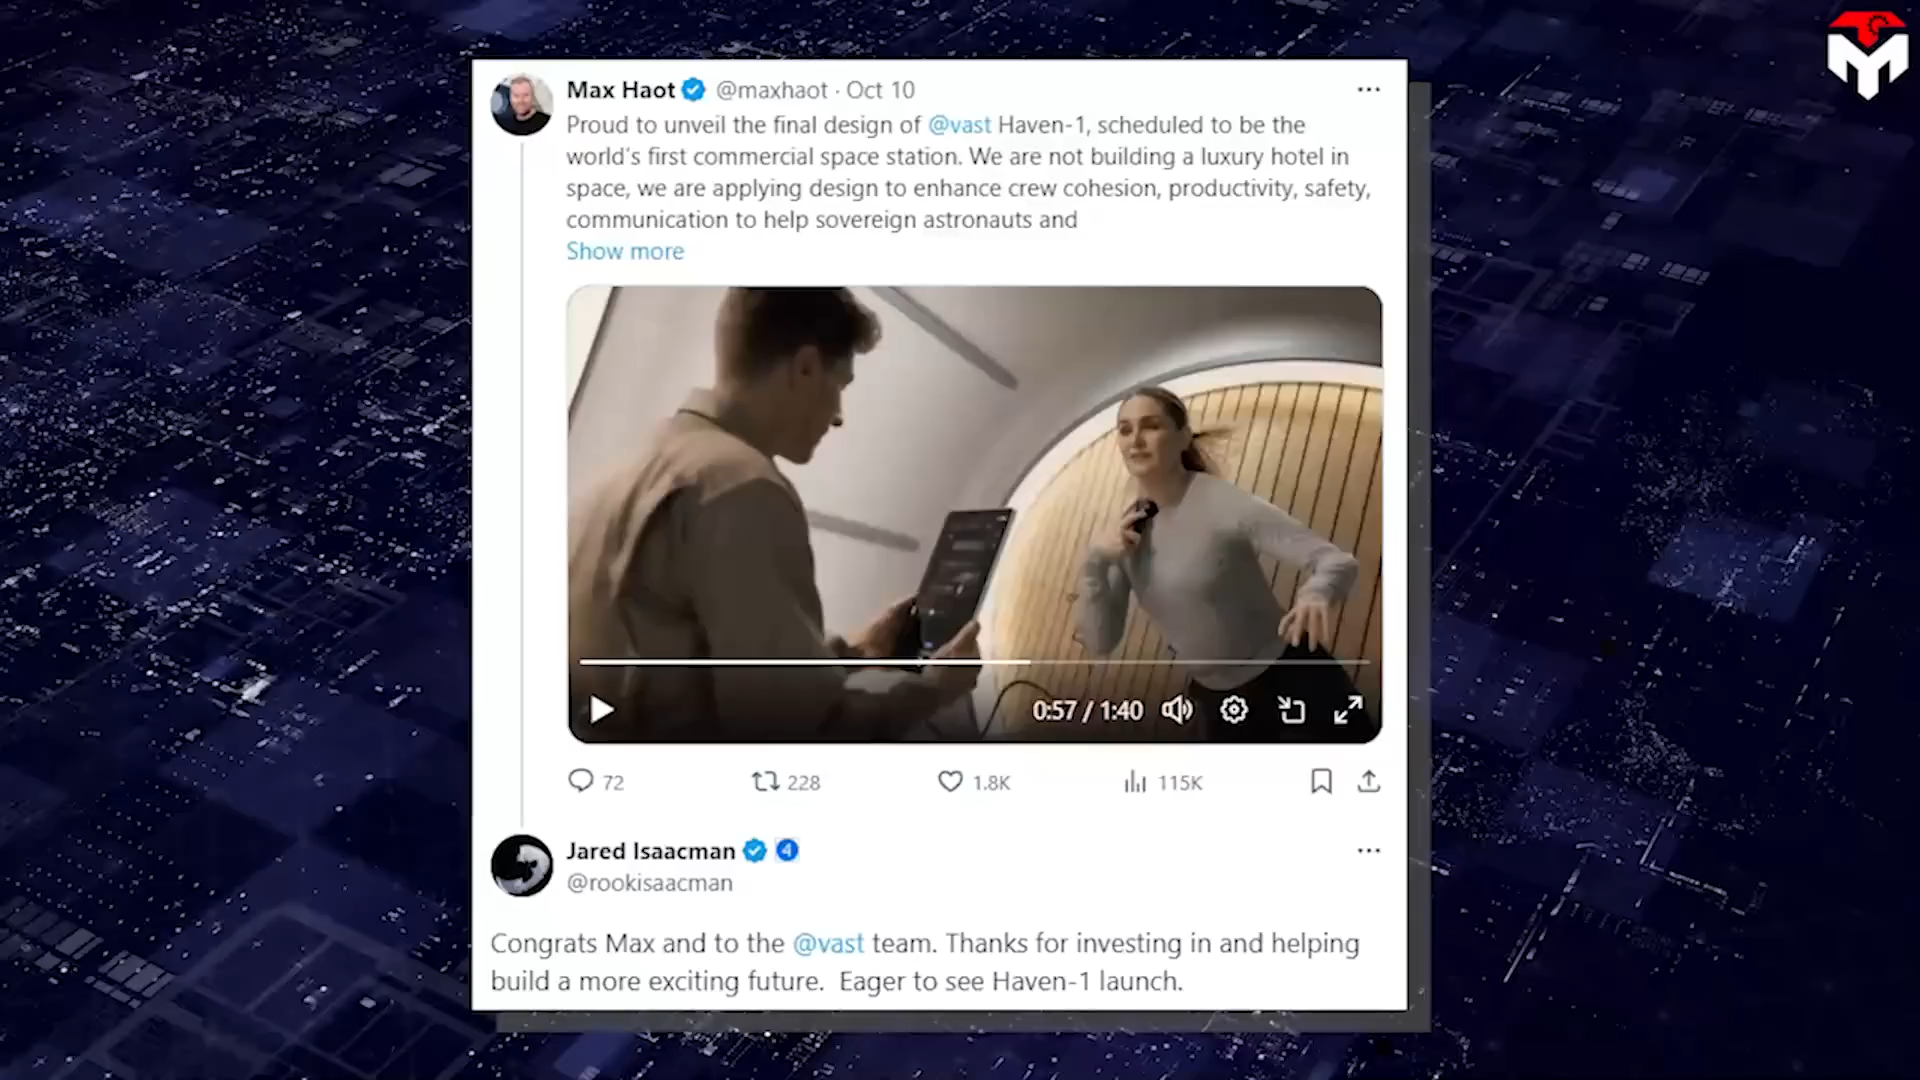 Max Haot @maxhaot · Oct 10
Proud to unveil the final design of @vast Haven-1, scheduled to be the
world's first commercial space station. We are not building a luxury hotel in
space, we are applying design to enhance crew cohesion, productivity, safety,
communication to help sovereign astronauts and
Show more
0:57 / 1:40
72 228 1.8K 115K
Jared Isaacman 4
@rookisaacman
Congrats Max and to the @vast team. Thanks for investing in and helping
build a more exciting future. Eager to see Haven-1 launch.